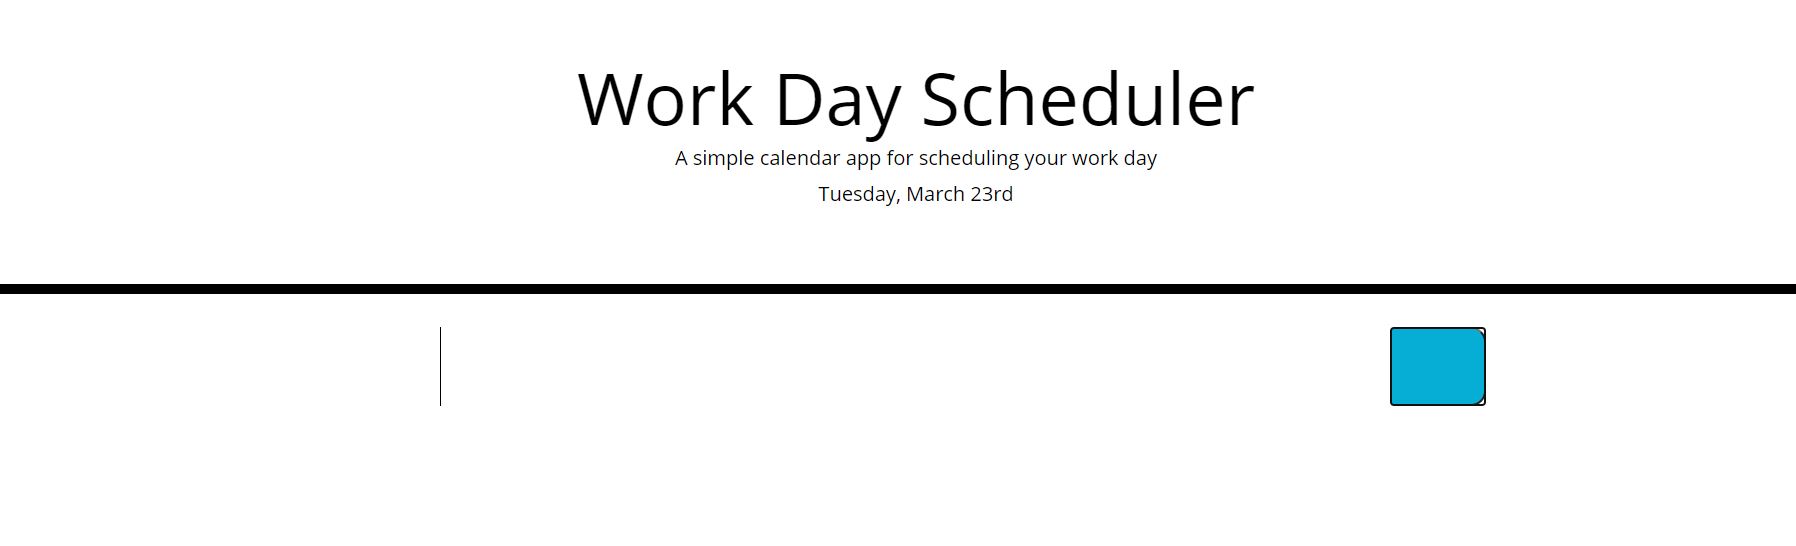 Work Day Scheduler
A simple calendar app for scheduling your work day
Tuesday, March 23rd